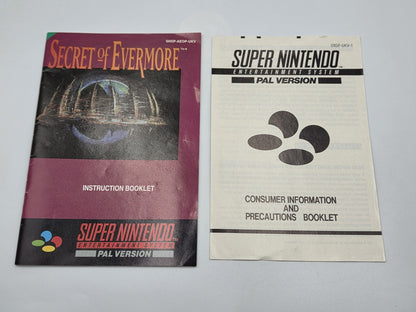 SNSP-AEOP-UKV
SECRET of EVERMORE™
INSTRUCTION BOOKLET
SUPER NINTENDO
ENTERTAINMENT SYSTEM
PAL VERSION
SNSP-UKV-1
SUPER NINTENDO
ENTERTAINMENT SYSTEM
PAL VERSION
CONSUMER INFORMATION
AND
PRECAUTIONS BOOKLET